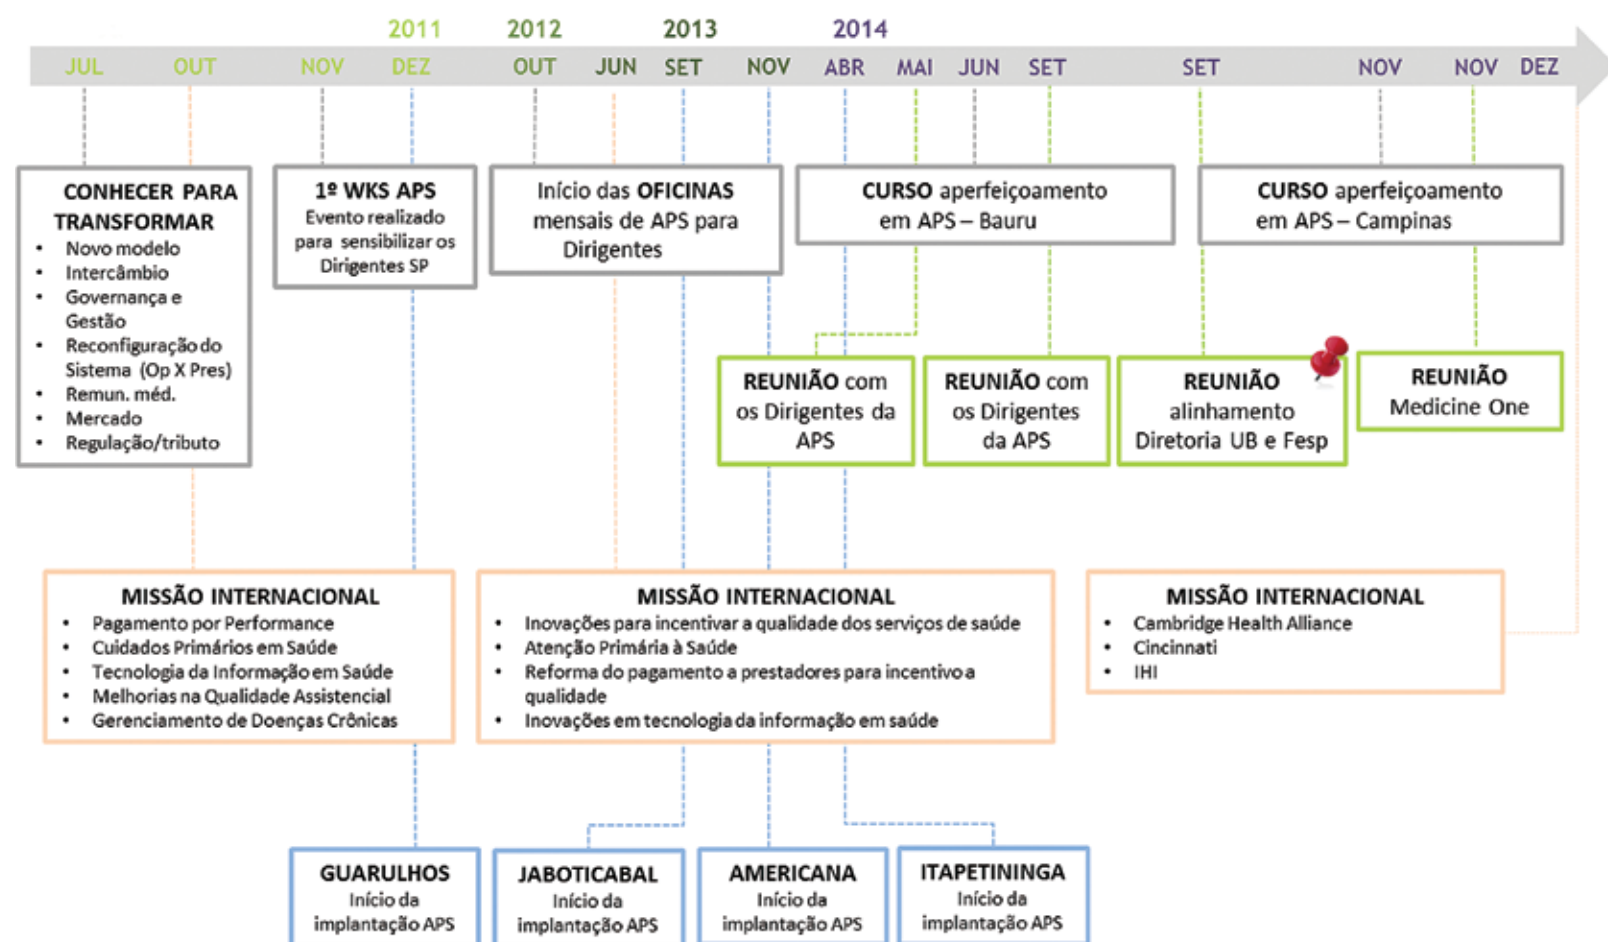 2011 2012 2013 2014
JUL OUT NOV DEZ OUT JUN SET NOV ABR MAI JUN SET SET NOV NOV DEZ
CONHECER PARA
TRANSFORMAR
• Novo modelo
• Intercâmbio
• Governança e
Gestão
• Reconfiguração do
Sistema (Op X Pres)
• Remun. méd.
• Mercado
• Regulação/tributo
1º WKS APS
Evento realizado
para sensibilizar os
Dirigentes SP
Início das OFICINAS
mensais de APS para
Dirigentes
CURSO aperfeiçoamento
em APS – Bauru
CURSO aperfeiçoamento
em APS – Campinas
REUNIÃO com
os Dirigentes da
APS
REUNIÃO com
os Dirigentes
da APS
REUNIÃO
alinhamento
Diretoria UB e Fesp
REUNIÃO
Medicine One
MISSÃO INTERNACIONAL
• Pagamento por Performance
• Cuidados Primários em Saúde
• Tecnologia da Informação em Saúde
• Melhorias na Qualidade Assistencial
• Gerenciamento de Doenças Crônicas
MISSÃO INTERNACIONAL
• Inovações para incentivar a qualidade dos serviços de saúde
• Atenção Primária à Saúde
• Reforma do pagamento a prestadores para incentivo a
qualidade
• Inovações em tecnologia da informação em saúde
MISSÃO INTERNACIONAL
• Cambridge Health Alliance
• Cincinnati
• IHI
GUARULHOS
Início da
implantação APS
JABOTICABAL
Início da
implantação APS
AMERICANA
Início da
implantação APS
ITAPETININGA
Início da
implantação APS